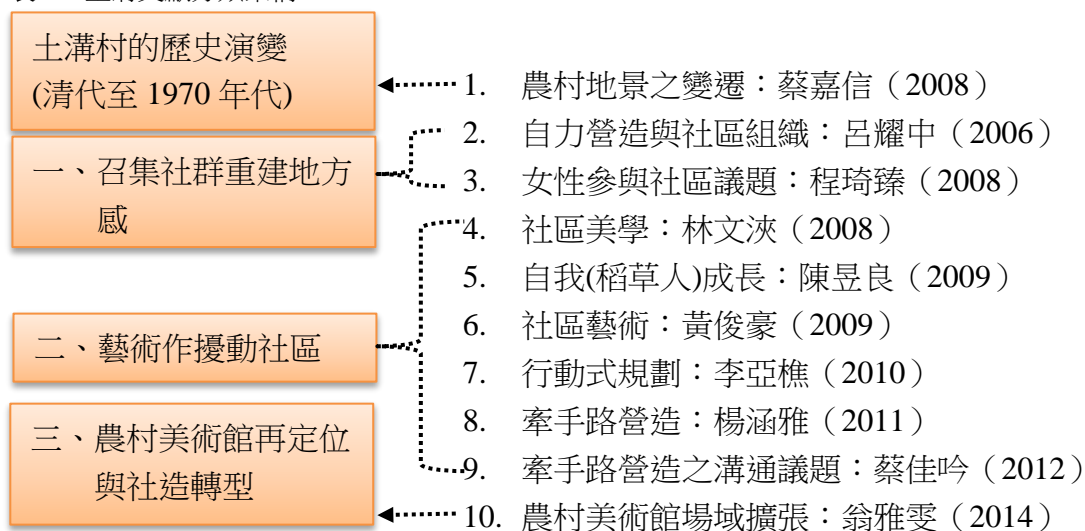 土溝村的歷史演變
(清代至 1970 年代)
一、召集社群重建地方
感
二、藝術作擾動社區
三、農村美術館再定位
與社造轉型
1. 農村地景之變遷：蔡嘉信（2008）
2. 自力營造與社區組織：呂耀中（2006）
3. 女性參與社區議題：程琦臻（2008）
4. 社區美學：林文浹（2008）
5. 自我(稻草人)成長：陳昱良（2009）
6. 社區藝術：黃俊豪（2009）
7. 行動式規劃：李亞樵（2010）
8. 牽手路營造：楊涵雅（2011）
9. 牽手路營造之溝通議題：蔡佳吟（2012）
10. 農村美術館場域擴張：翁雅雯（2014）